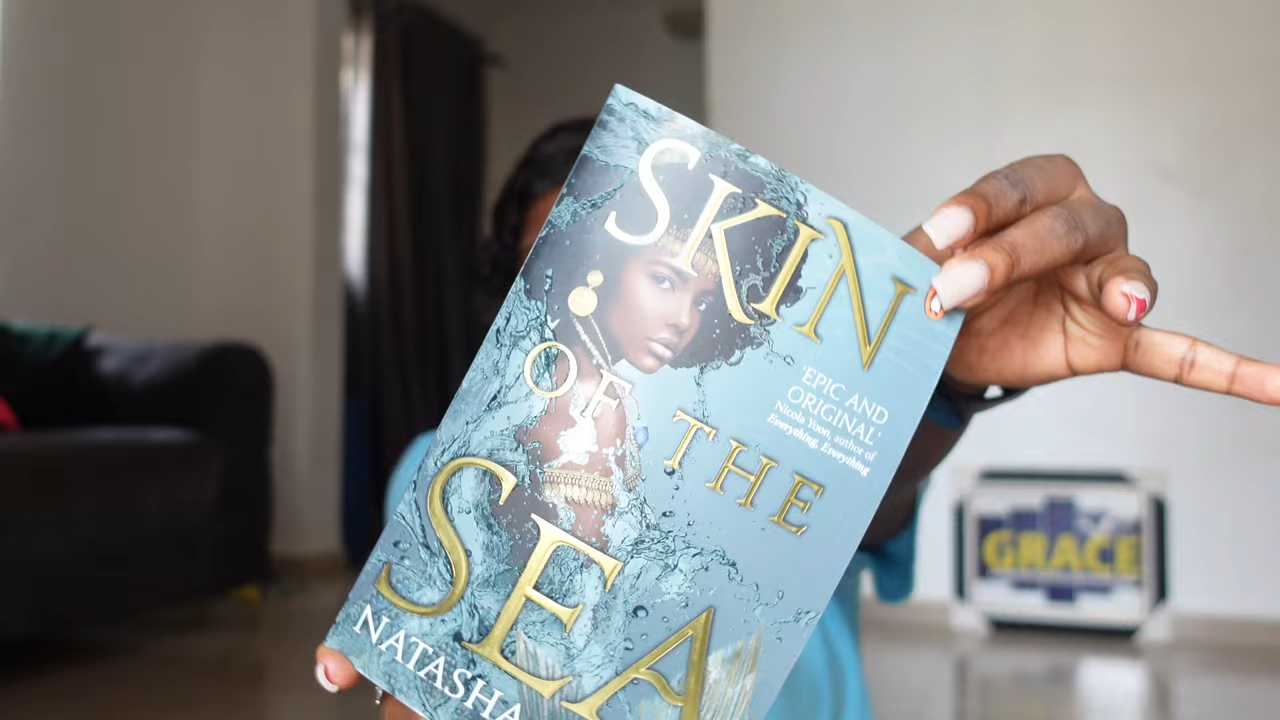 SKIN
OF THE
SEA
'EPIC AND
ORIGINAL'
Nicola Yoon, author of
Everything, Everything
NATASHA
GRACE